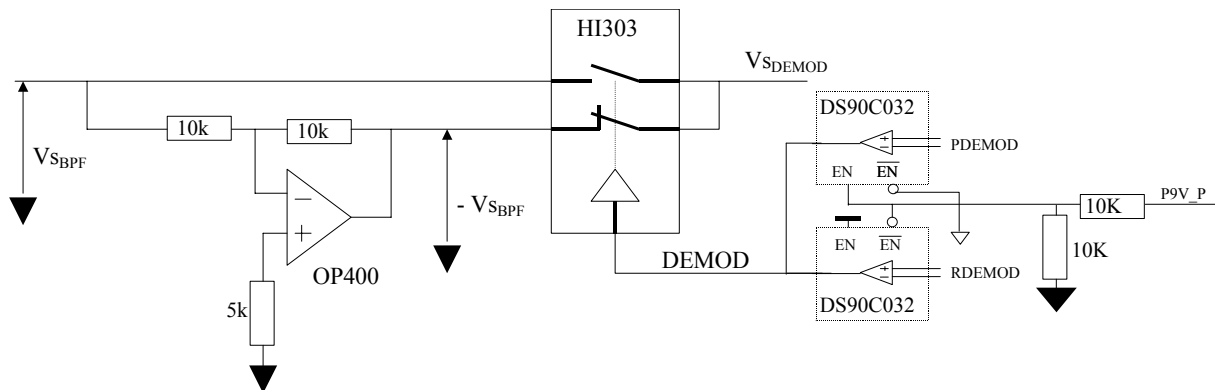 HI303
VS_DEMOD
DS90C032
10k
10k
VS_BPF
PDEMOD
EN
EN
- VS_BPF
10K
P9V_P
EN
EN
OP400
DEMOD
RDEMOD
10K
5k
DS90C032